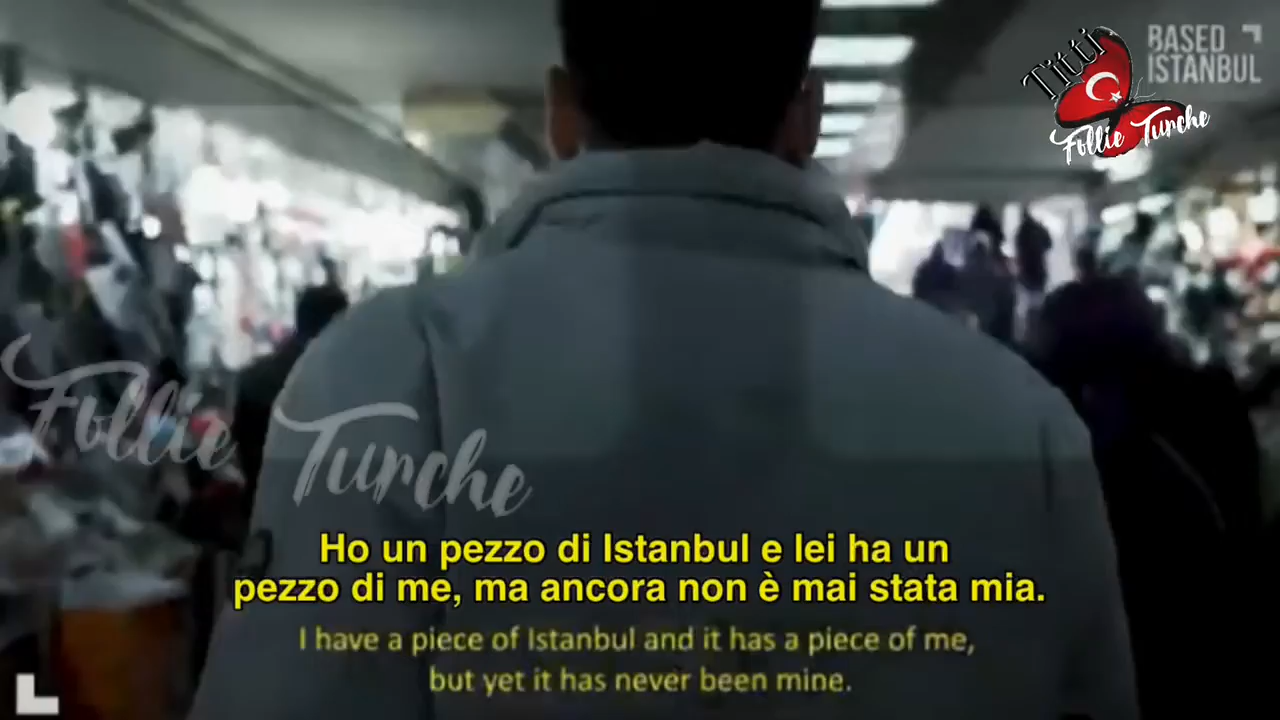 BASED
ISTANBUL
Titti
Follie Turche
Follie Turche
Ho un pezzo di Istanbul e lei ha un
pezzo di me, ma ancora non è mai stata mia.
I have a piece of Istanbul and it has a piece of me,
but yet it has never been mine.